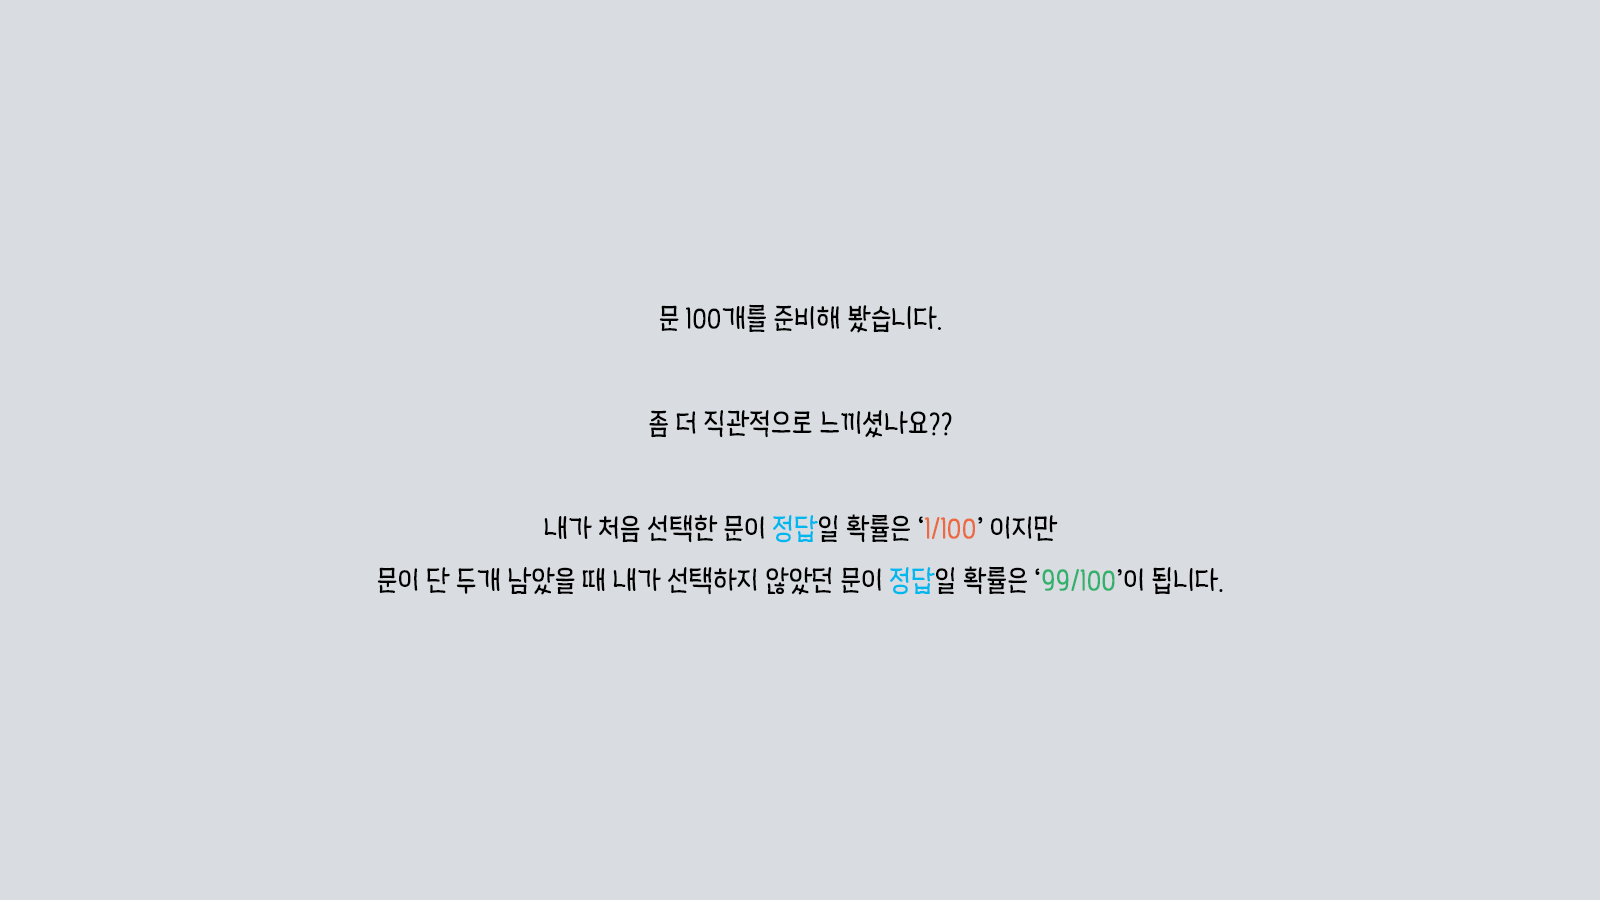 문 100개를 준비해 봤습니다.
좀 더 직관적으로 느끼셨나요??
내가 처음 선택한 문이 정답일 확률은 ‘1/100’ 이지만
문이 단 두개 남았을 때 내가 선택하지 않았던 문이 정답일 확률은 ‘99/100’이 됩니다.